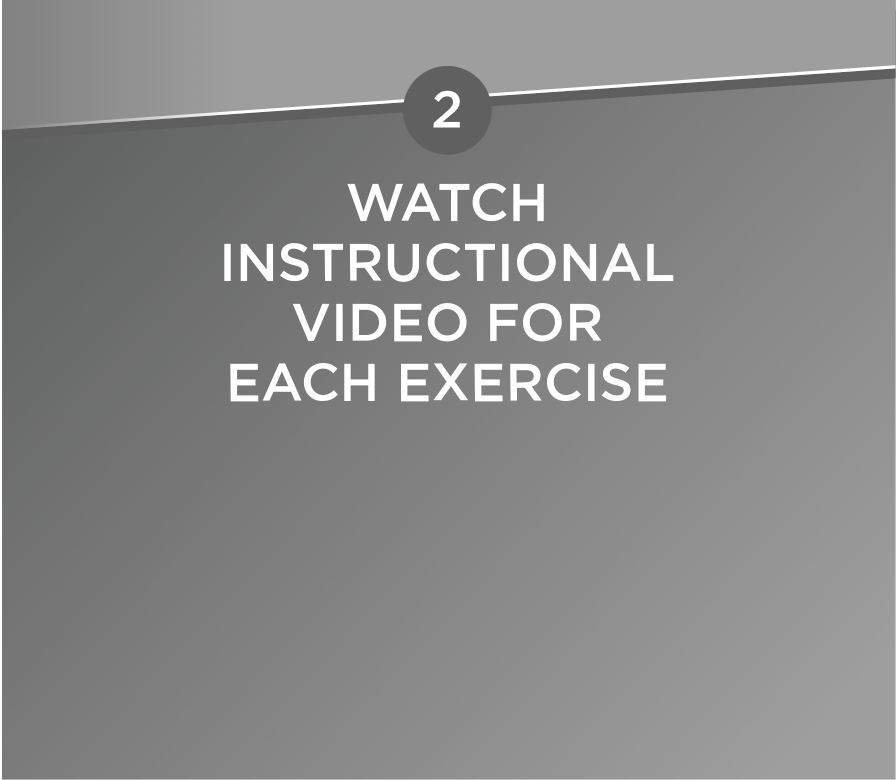 2
WATCH
INSTRUCTIONAL
VIDEO FOR
EACH EXERCISE